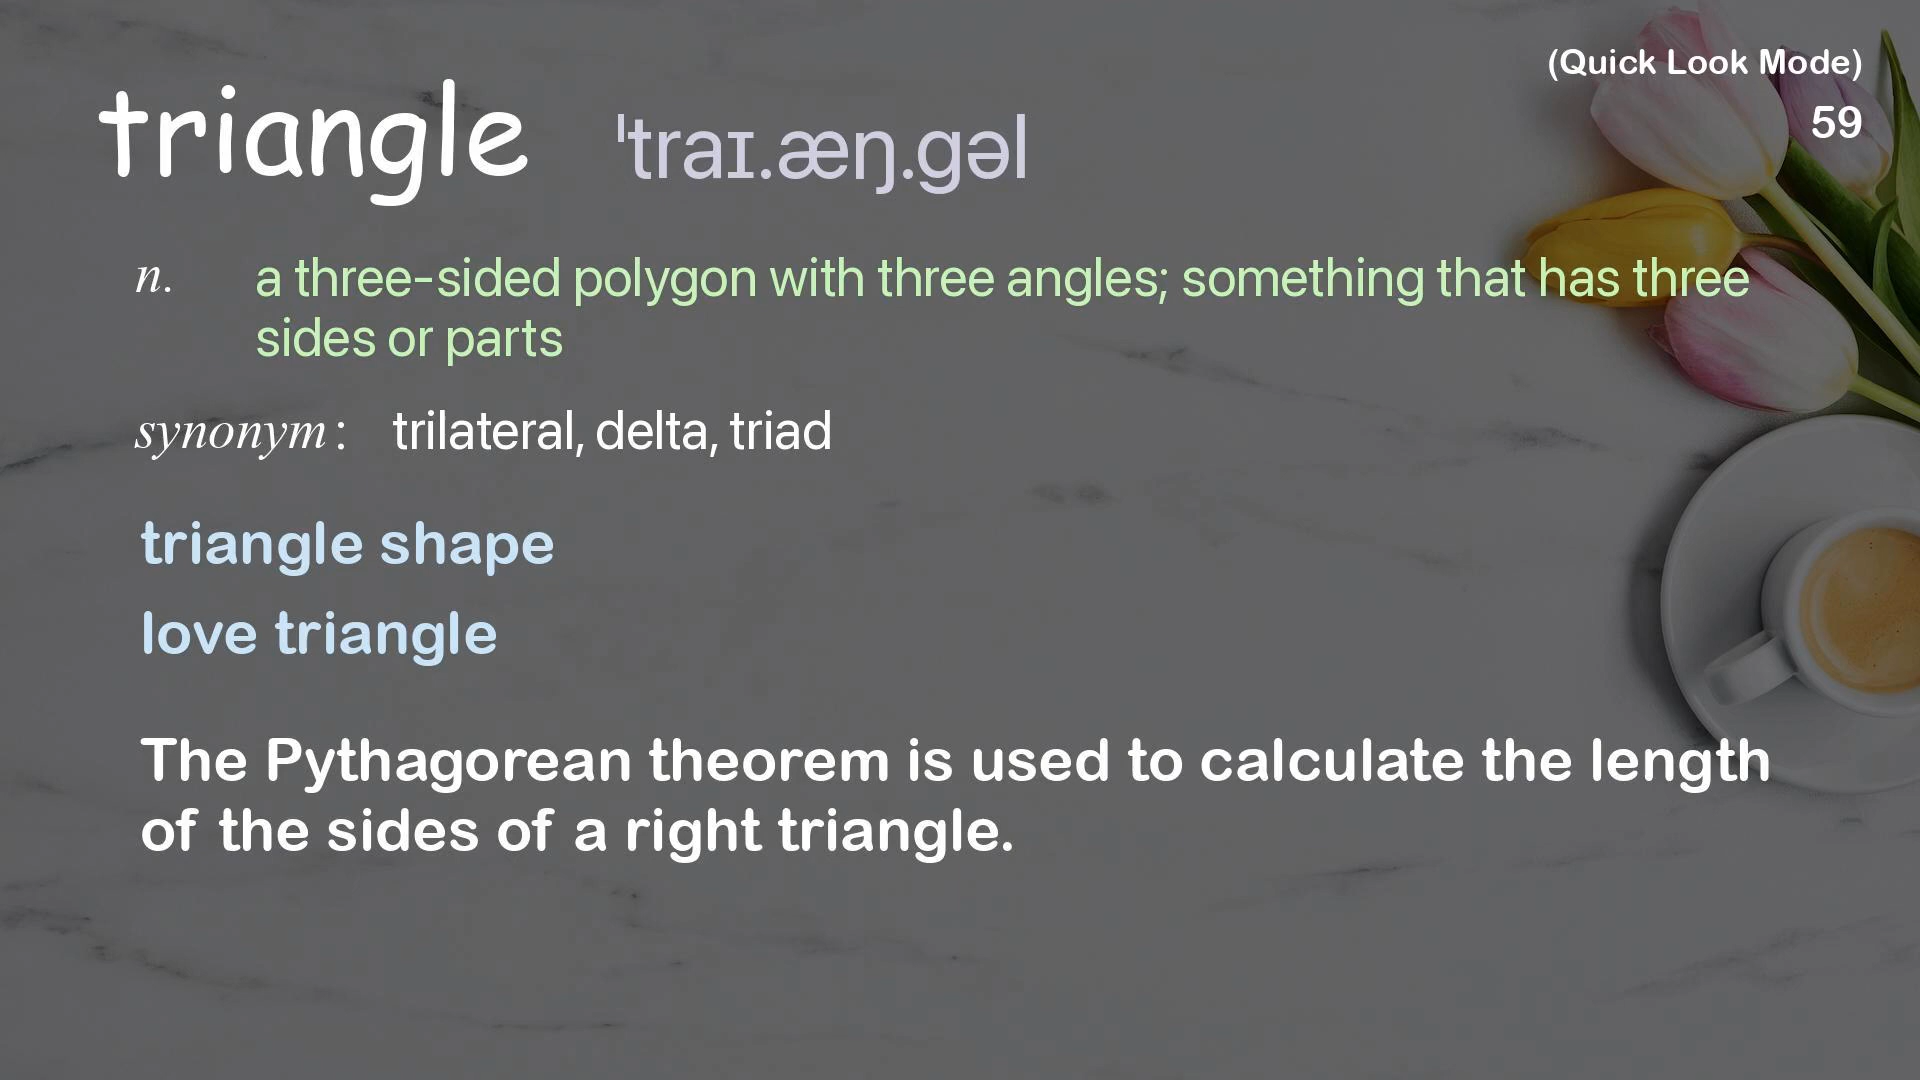 (Quick Look Mode)
59
triangle ˈtraɪ.æŋ.gəl
n. a three-sided polygon with three angles; something that has three
sides or parts
synonym: trilateral, delta, triad
triangle shape
love triangle
The Pythagorean theorem is used to calculate the length
of the sides of a right triangle.